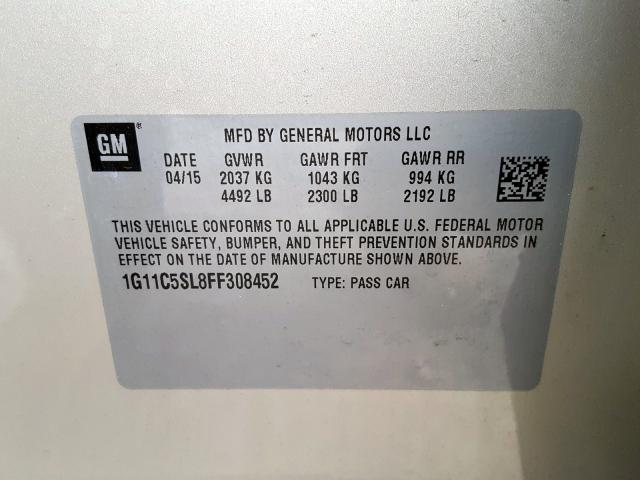 GM ®
MFD BY GENERAL MOTORS LLC
DATE GVWR GAWR FRT GAWR RR
04/15 2037 KG 1043 KG 994 KG
4492 LB 2300 LB 2192 LB
THIS VEHICLE CONFORMS TO ALL APPLICABLE U.S. FEDERAL MOTOR
VEHICLE SAFETY, BUMPER, AND THEFT PREVENTION STANDARDS IN
EFFECT ON THE DATE OF MANUFACTURE SHOWN ABOVE.
1G11C5SL8FF308452 TYPE: PASS CAR